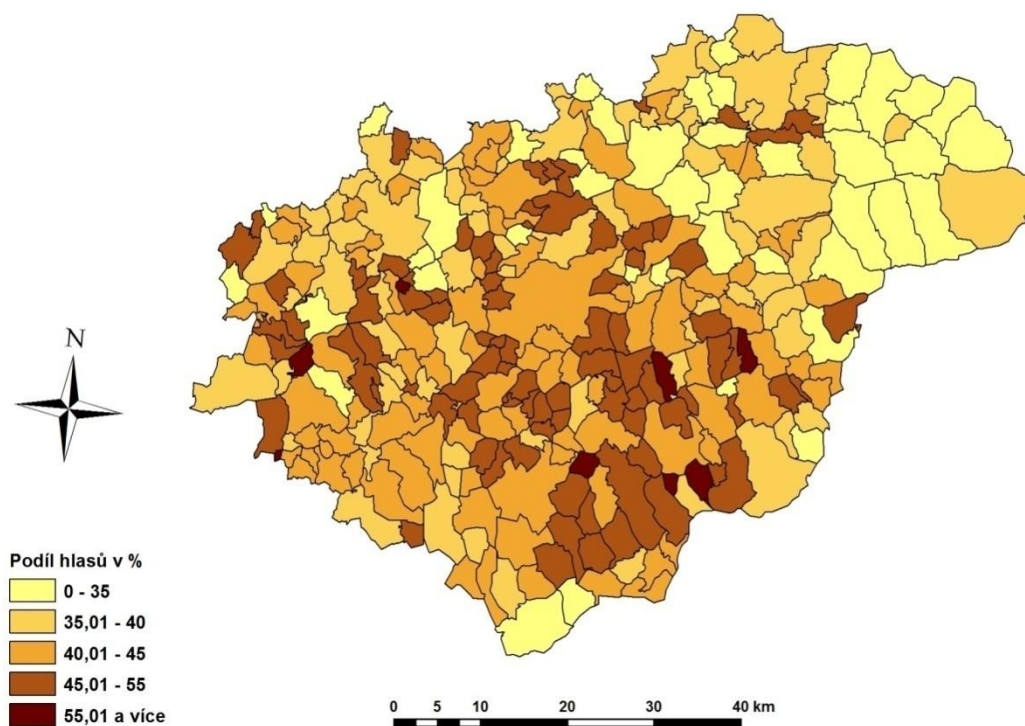 N
Podíl hlasů v %
0 - 35
35,01 - 40
40,01 - 45
45,01 - 55
55,01 a více
0 5 10 20 30 40 km